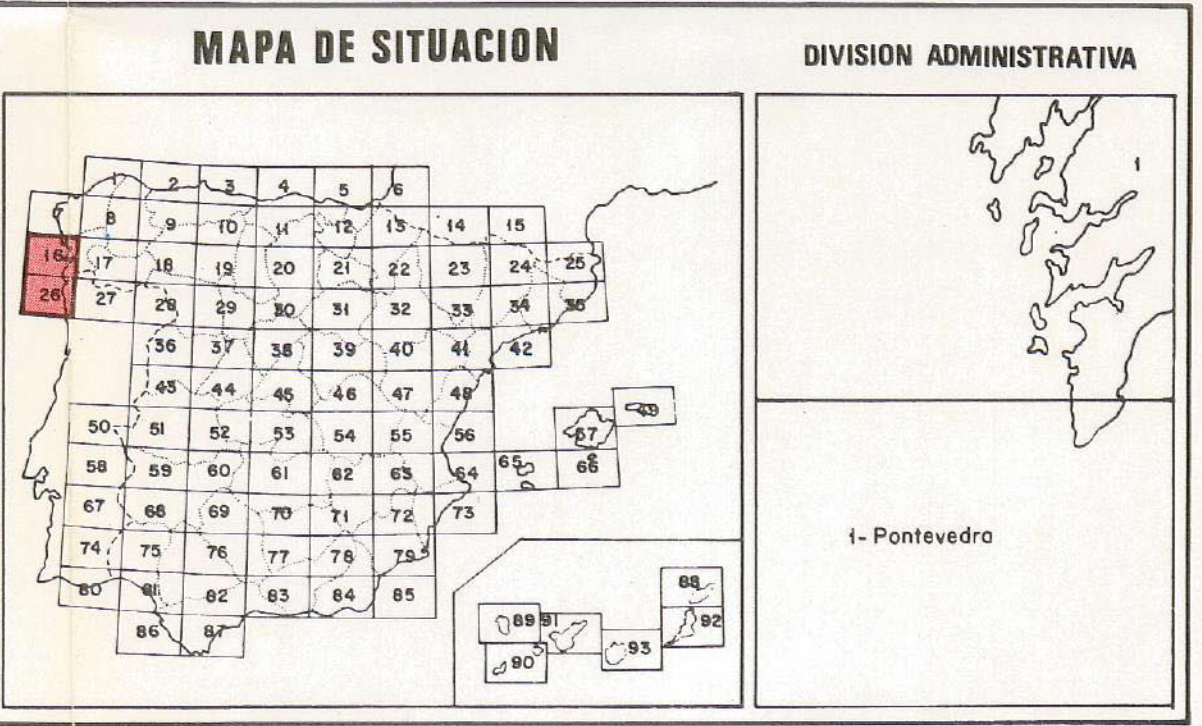 MAPA DE SITUACION
1 2 3 4 5 6
8 9 10 11 12 13 14 15
16 17 18 19 20 21 22 23 24 25
26 27 28 29 30 31 32 33 34 35
36 37 38 39 40 41 42
43 44 45 46 47 48 49
50 51 52 53 54 55 56 57
58 59 60 61 62 63 64 65 66
67 68 69 70 71 72 73
74 75 76 77 78 79
80 81 82 83 84 85
86 87
88
89 91 92
90 93
DIVISION ADMINISTRATIVA
1
1- Pontevedra